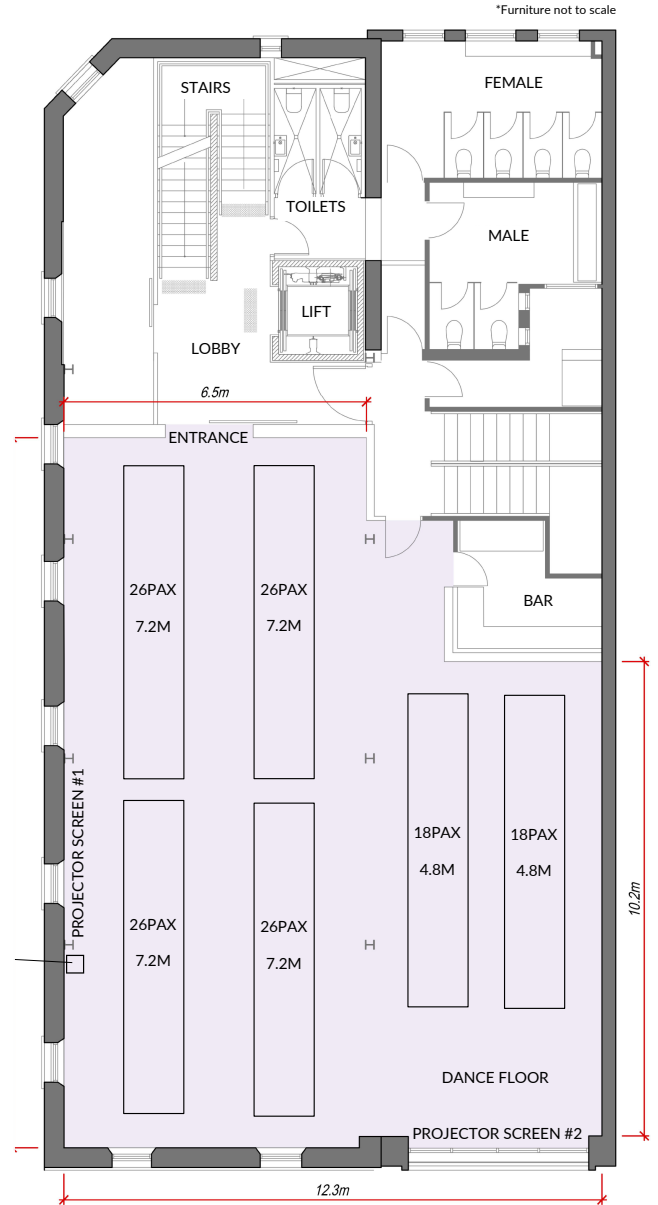 *Furniture not to scale
STAIRS
FEMALE
TOILETS
MALE
LIFT
LOBBY
6.5m
ENTRANCE
26PAX
7.2M
26PAX
7.2M
BAR
PROJECTOR SCREEN #1
18PAX
4.8M
18PAX
4.8M
10.2m
26PAX
7.2M
26PAX
7.2M
DANCE FLOOR
PROJECTOR SCREEN #2
12.3m